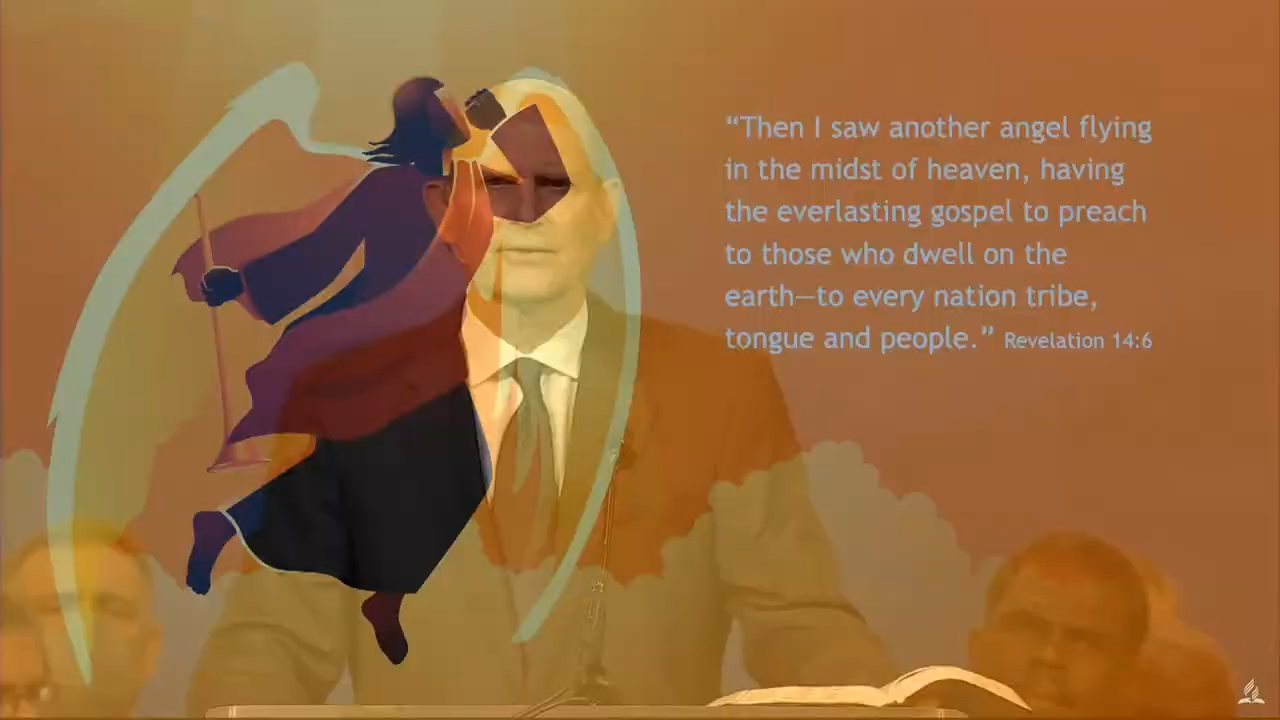 “Then I saw another angel flying
in the midst of heaven, having
the everlasting gospel to preach
to those who dwell on the
earth—to every nation tribe,
tongue and people.” Revelation 14:6